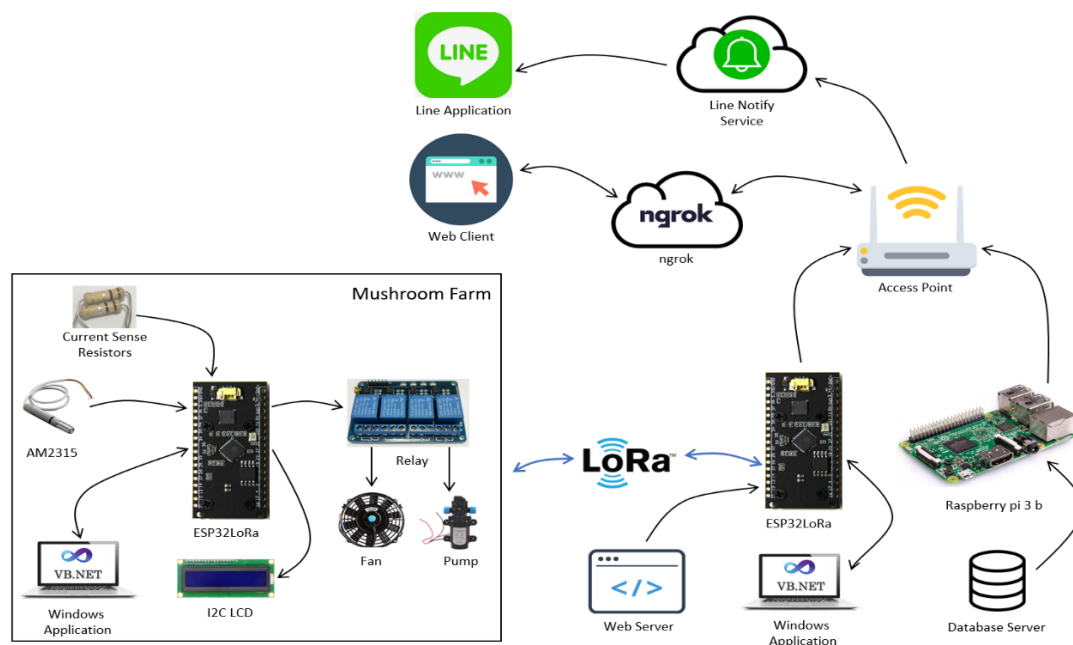 LINE
Line Application
Line Notify
Service
www
Web Client
ngrok
ngrok
Access Point
Mushroom Farm
Current Sense
Resistors
AM2315
ESP32LoRa
Relay
Fan
Pump
VB.NET
Windows
Application
I2C LCD
LoRa™
ESP32LoRa
Raspberry pi 3 b
</>
Web Server
VB.NET
Windows
Application
Database Server